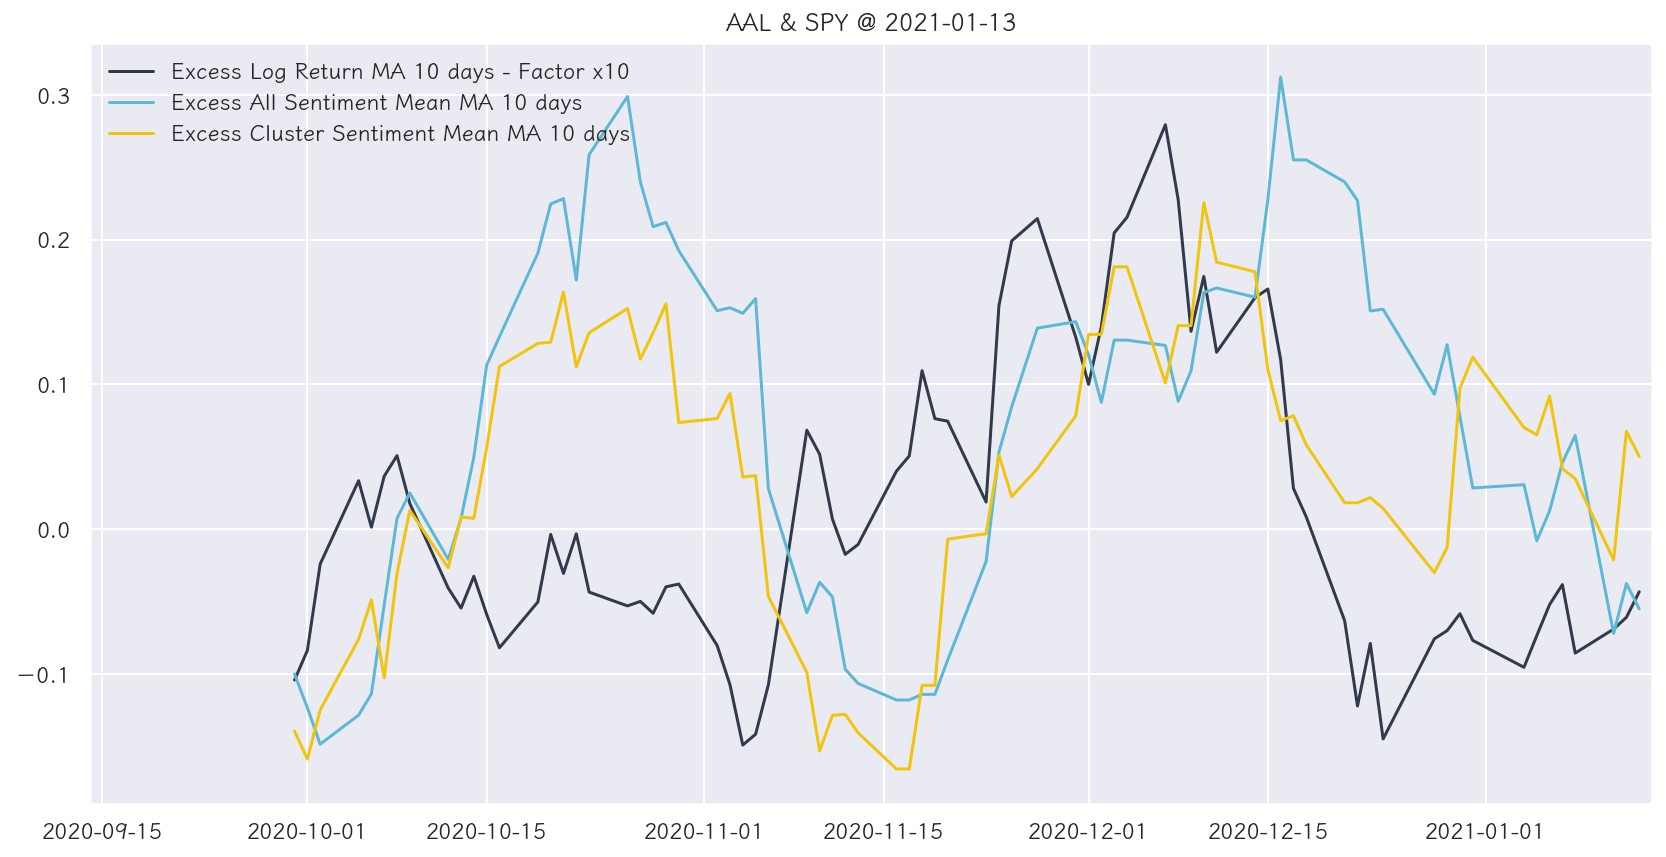 AAL & SPY @ 2021-01-13
Excess Log Return MA 10 days - Factor x10
Excess All Sentiment Mean MA 10 days
Excess Cluster Sentiment Mean MA 10 days
0.3
0.2
0.1
0.0
−0.1
2020-09-15 2020-10-01 2020-10-15 2020-11-01 2020-11-15 2020-12-01 2020-12-15 2021-01-01